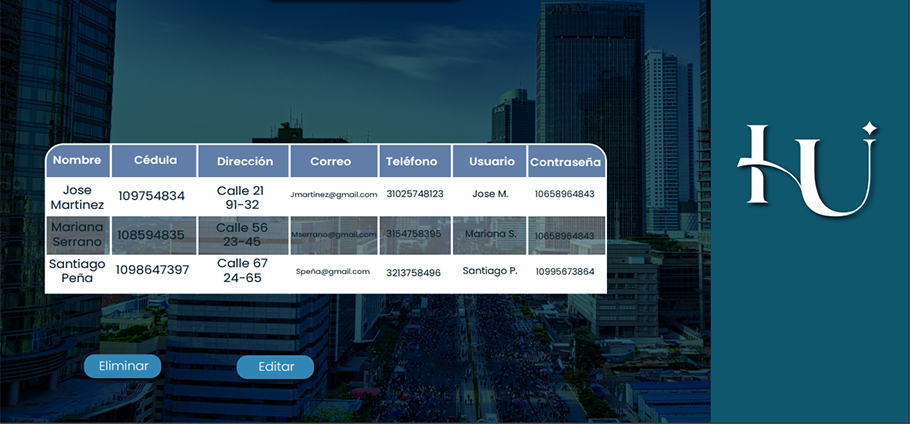 Nombre Cédula Dirección Correo Teléfono Usuario Contraseña
Jose Martinez 109754834 Calle 21 91-32 Jmartinez@gmail.com 31025748123 Jose M. 10658964843
Mariana Serrano 108594835 Calle 56 23-45 Mserrano@gmail.com 3154758395 Mariana S. 10658964843
Santiago Peña 1098647397 Calle 67 24-65 Speña@gmail.com 3213758496 Santiago P. 10995673864
Eliminar Editar
HU